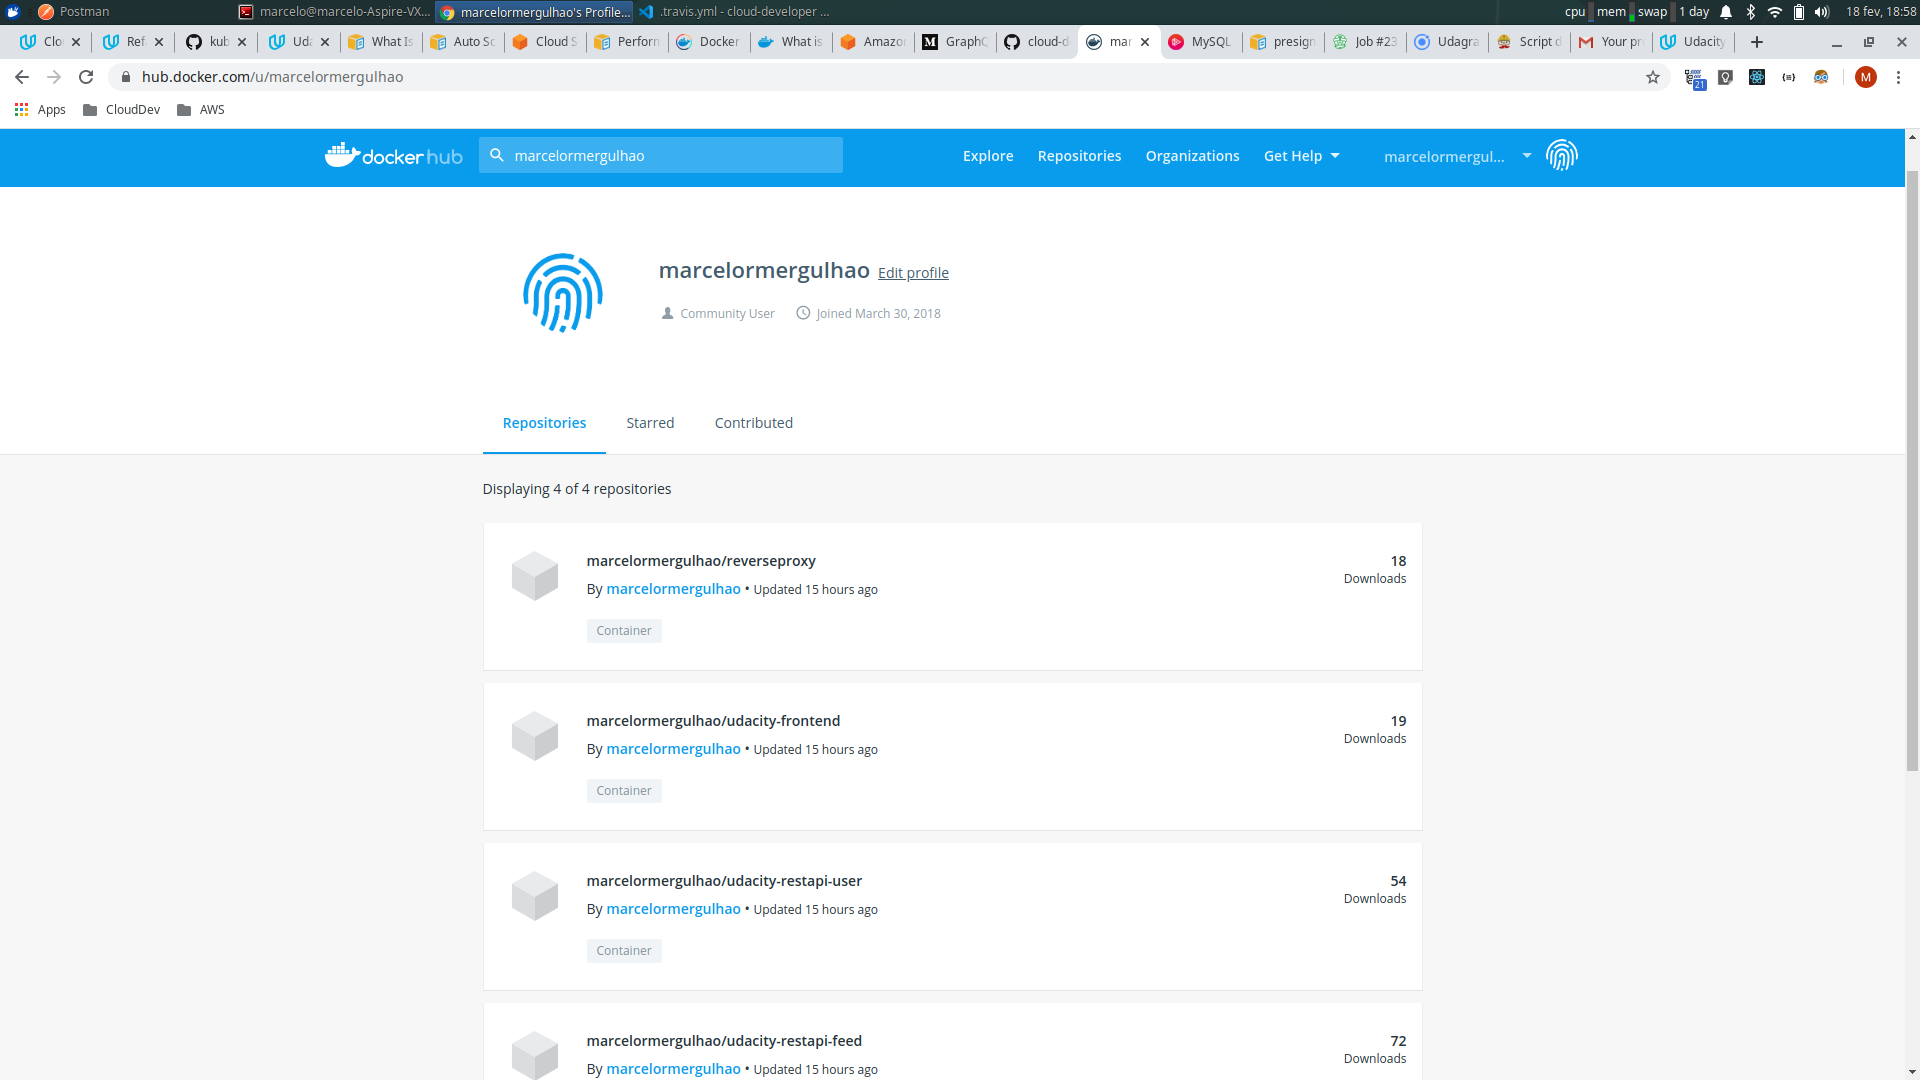 Postman
marcelo@marcelo-Aspire-VX...
marcelormergulhao's Profile...
.travis.yml - cloud-developer ...
cpu mem swap 1 day 18 fev, 18:58
Clo Ref kub Uda What Is Auto Sc Cloud S Perform Docker What is Amazo GraphQ cloud-d mar MySQL presign Job #23 Udagra Script d Your pr Udacity
hub.docker.com/u/marcelormergulhao
21
M
Apps CloudDev AWS
docker hub marcelormergulhao Explore Repositories Organizations Get Help marcelormergul...
marcelormergulhao Edit profile
Community User Joined March 30, 2018
Repositories Starred Contributed
Displaying 4 of 4 repositories
marcelormergulhao/reverseproxy 18
Downloads
By marcelormergulhao • Updated 15 hours ago
Container
marcelormergulhao/udacity-frontend 19
Downloads
By marcelormergulhao • Updated 15 hours ago
Container
marcelormergulhao/udacity-restapi-user 54
Downloads
By marcelormergulhao • Updated 15 hours ago
Container
marcelormergulhao/udacity-restapi-feed 72
Downloads
By marcelormergulhao • Updated 15 hours ago